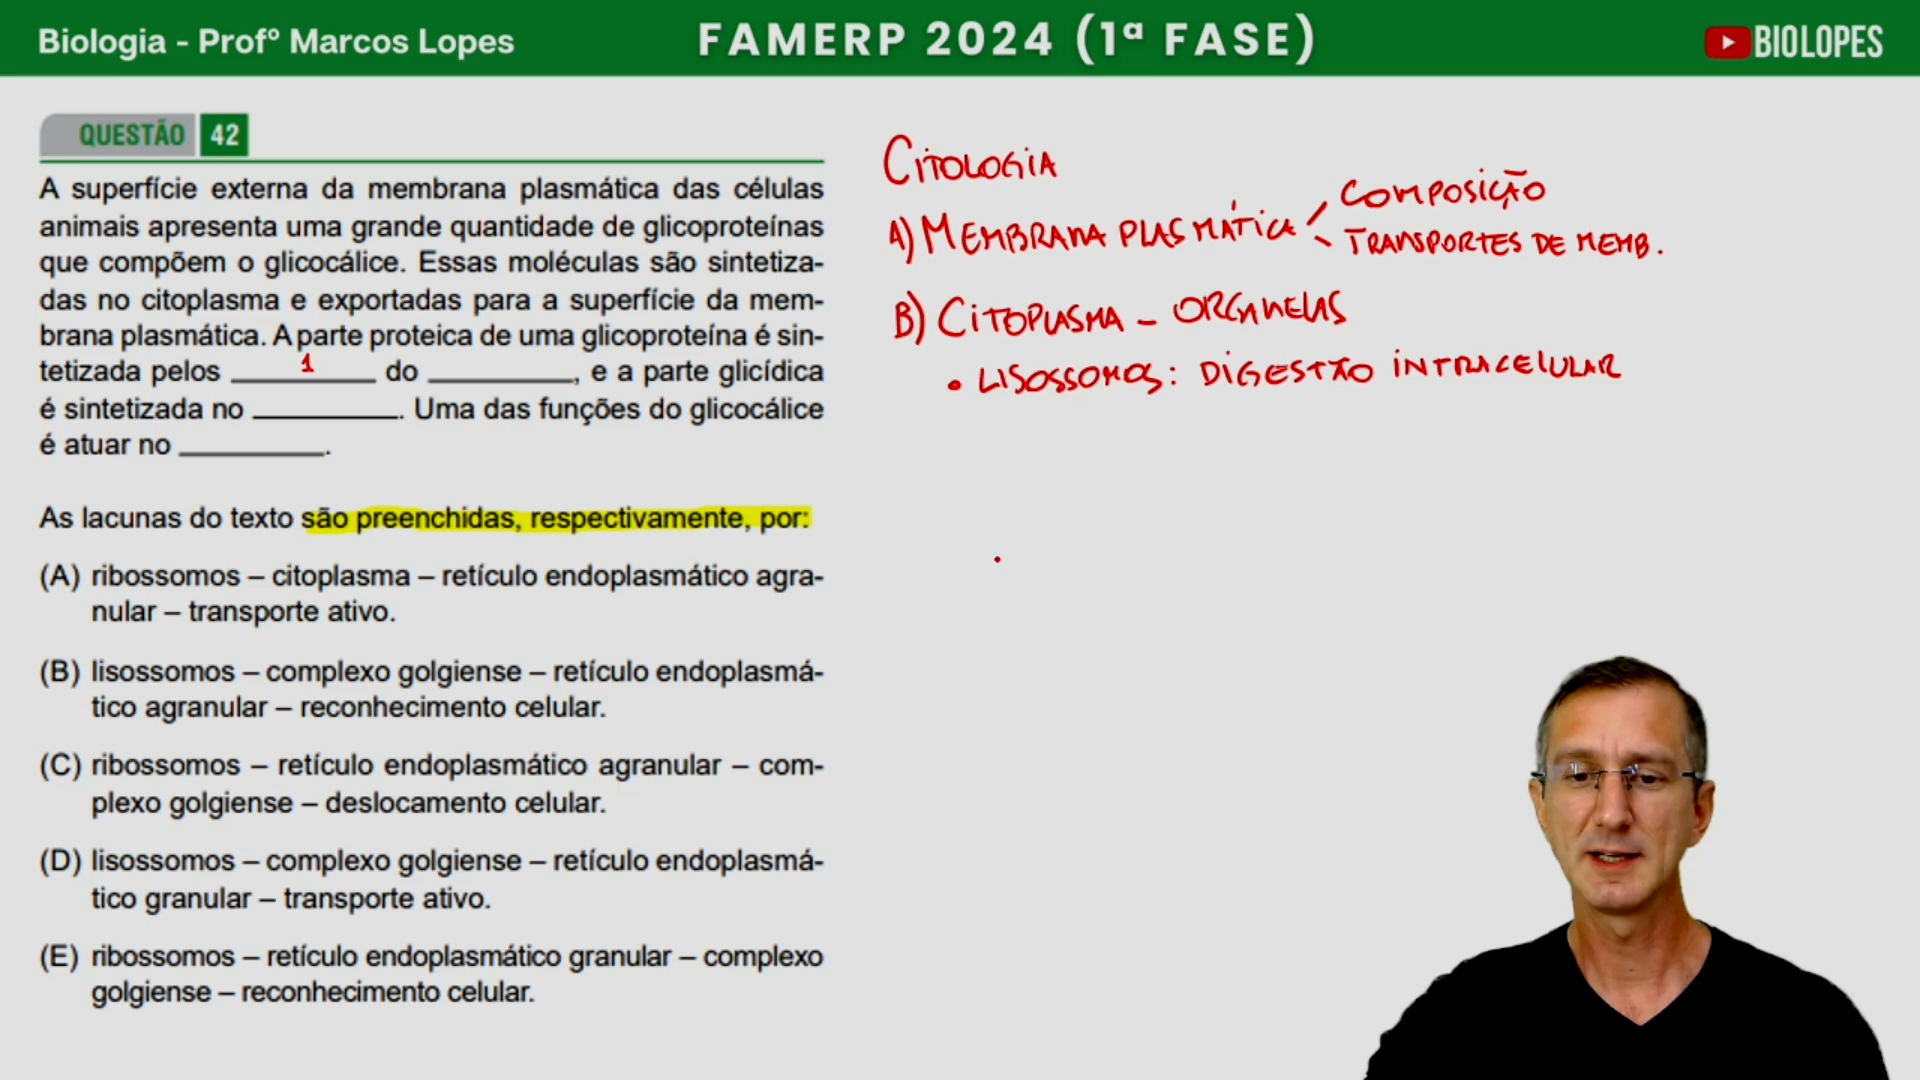 Biologia - Profº Marcos Lopes
FAMERP 2024 (1ª FASE)
BIOLOPES
QUESTÃO 42
A superfície externa da membrana plasmática das células
animais apresenta uma grande quantidade de glicoproteínas
que compõem o glicocálice. Essas moléculas são sintetiza-
das no citoplasma e exportadas para a superfície da mem-
brana plasmática. A parte proteica de uma glicoproteína é sin-
tetizada pelos ____1____ do _________, e a parte glicídica
é sintetizada no _________. Uma das funções do glicocálice
é atuar no _________.
As lacunas do texto são preenchidas, respectivamente, por:
(A) ribossomos – citoplasma – retículo endoplasmático agra-
nular – transporte ativo.
(B) lisossomos – complexo golgiense – retículo endoplasmá-
tico agranular – reconhecimento celular.
(C) ribossomos – retículo endoplasmático agranular – com-
plexo golgiense – deslocamento celular.
(D) lisossomos – complexo golgiense – retículo endoplasmá-
tico granular – transporte ativo.
(E) ribossomos – retículo endoplasmático granular – complexo
golgiense – reconhecimento celular.
CITOLOGIA
A) MEMBRANA PLASMÁTICA < COMPOSIÇÃO
TRANSPORTES DE MEMB.
B) CITOPLASMA - ORGANELAS
• LISOSSOMOS: DIGESTÃO INTRACELULAR